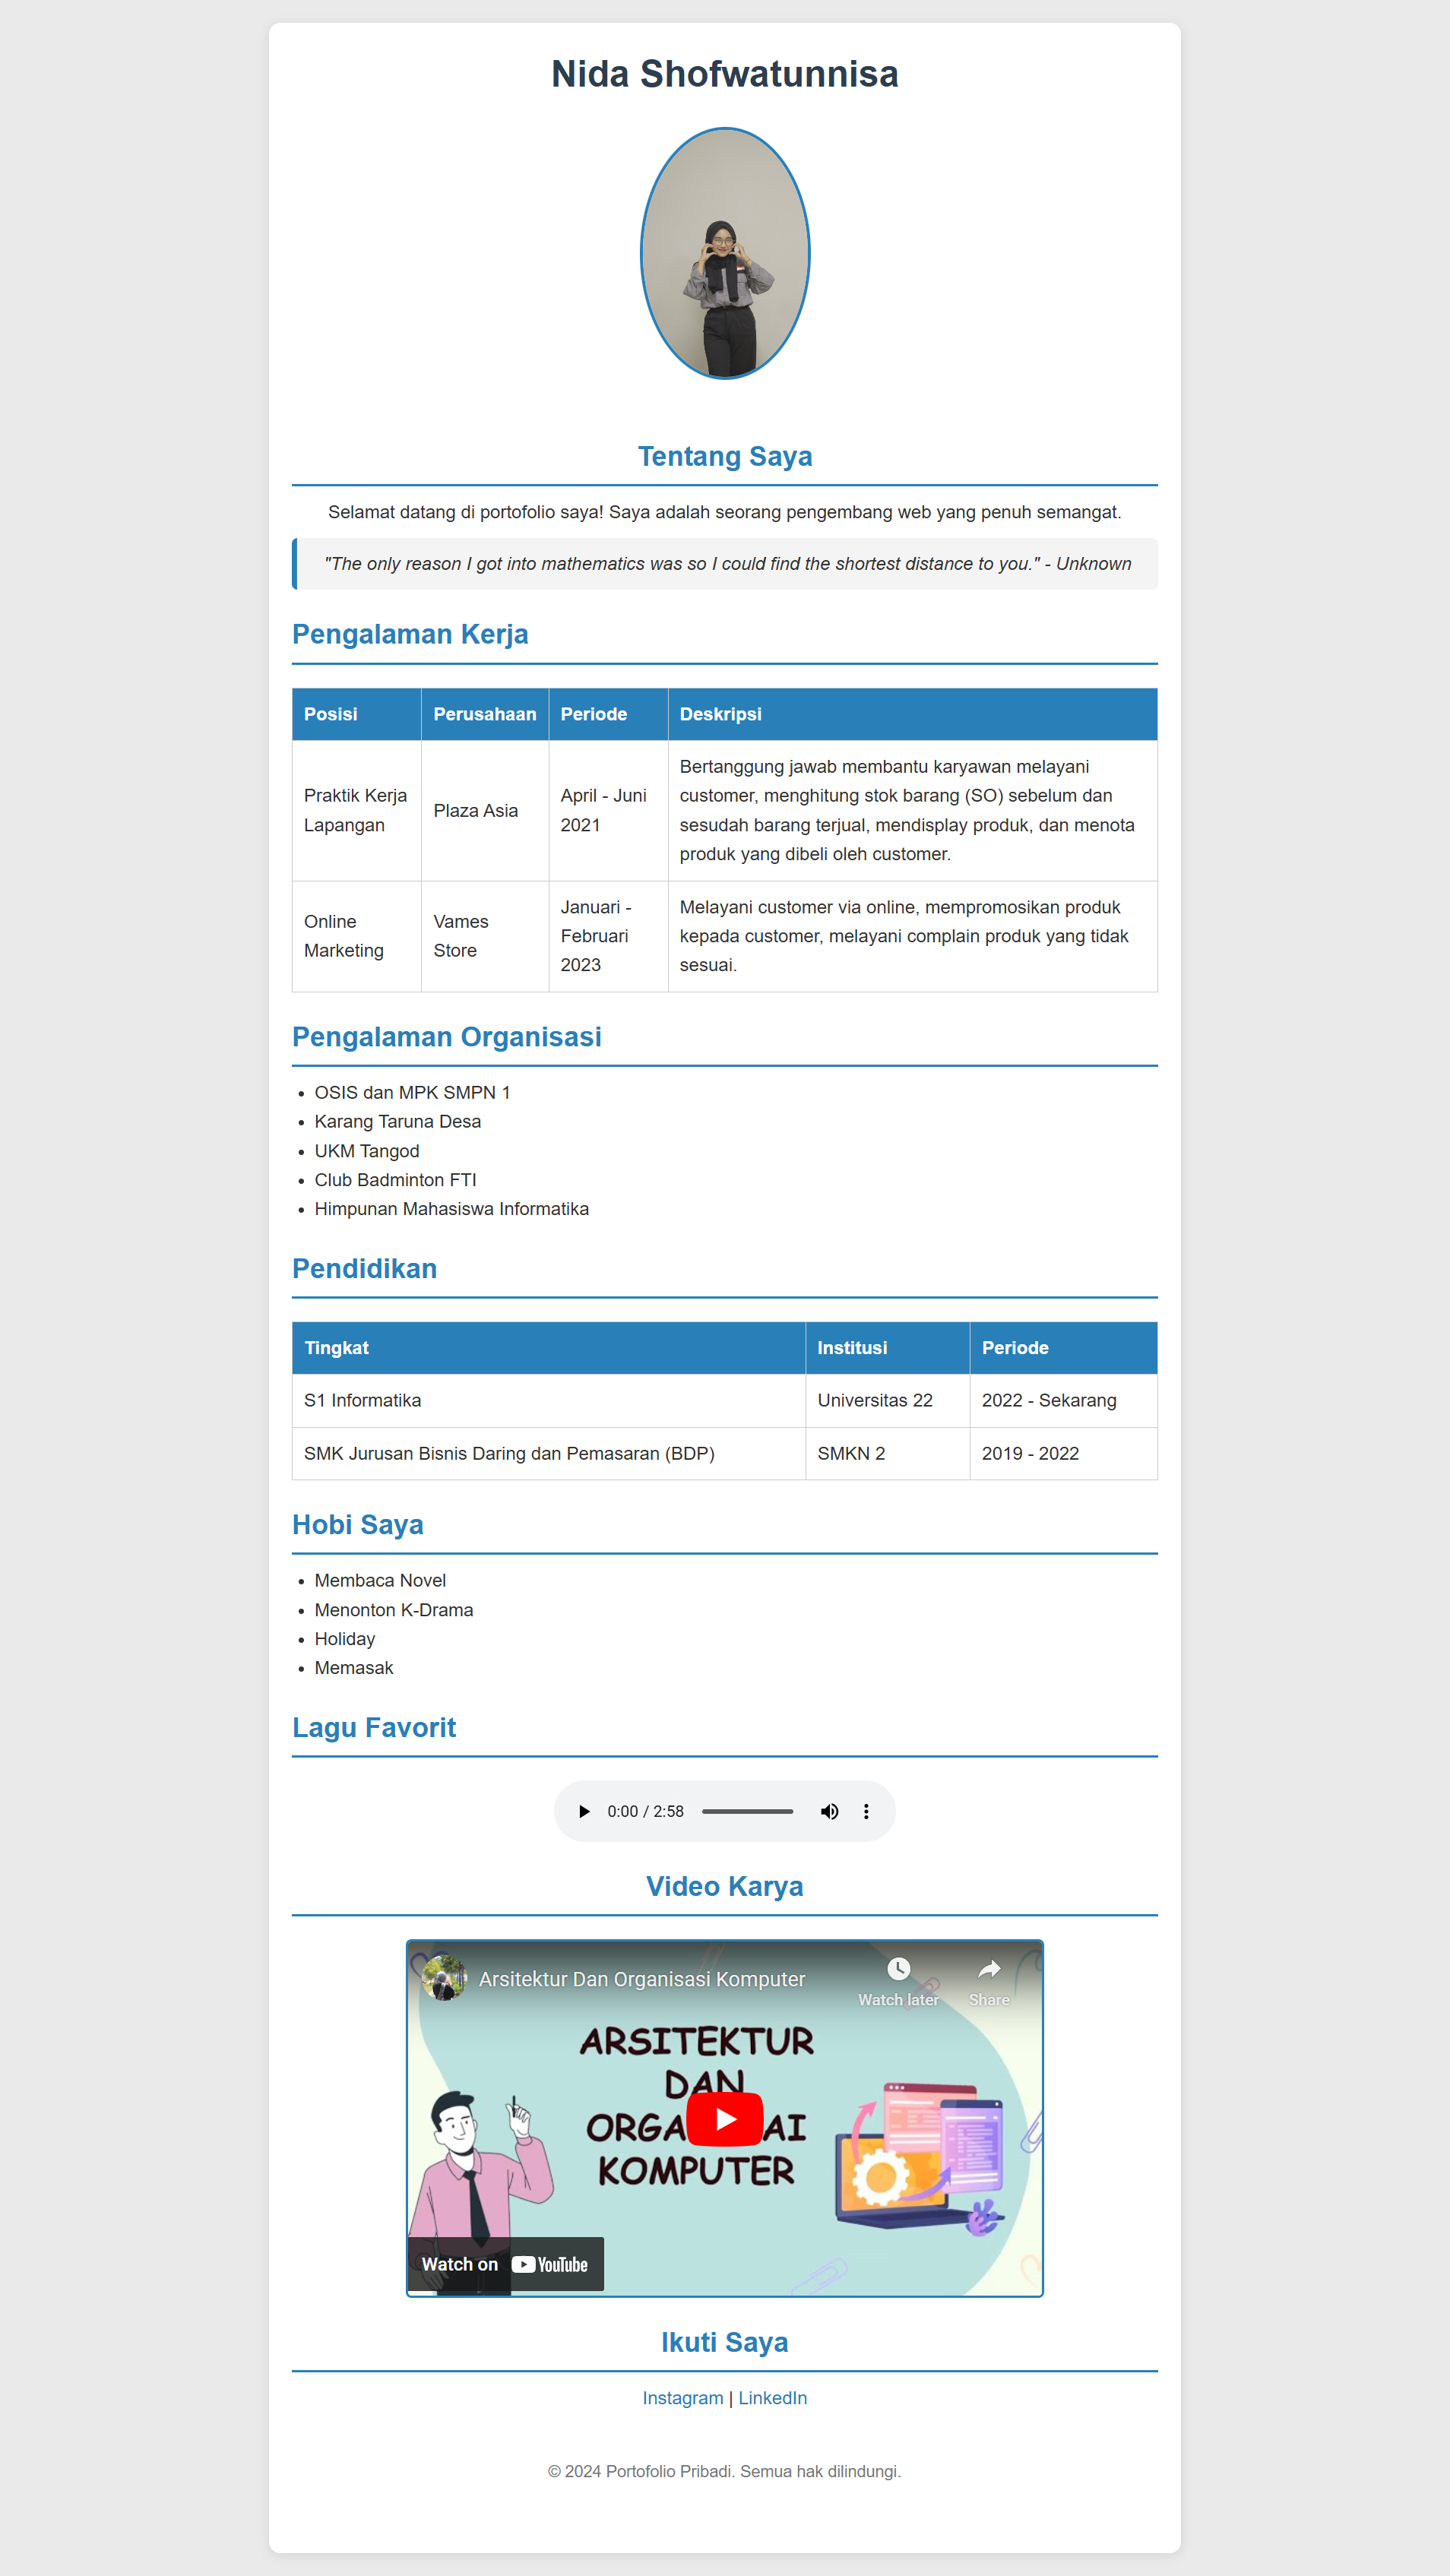 Nida Shofwatunnisa
Tentang Saya
Selamat datang di portofolio saya! Saya adalah seorang pengembang web yang penuh semangat.
"The only reason I got into mathematics was so I could find the shortest distance to you." - Unknown
Pengalaman Kerja
Posisi Perusahaan Periode Deskripsi
Praktik Kerja
Lapangan
Plaza Asia
April - Juni
2021
Bertanggung jawab membantu karyawan melayani
customer, menghitung stok barang (SO) sebelum dan
sesudah barang terjual, mendisplay produk, dan menota
produk yang dibeli oleh customer.
Online
Marketing
Vames
Store
Januari -
Februari
2023
Melayani customer via online, mempromosikan produk
kepada customer, melayani complain produk yang tidak
sesuai.
Pengalaman Organisasi
• OSIS dan MPK SMPN 1
• Karang Taruna Desa
• UKM Tangod
• Club Badminton FTI
• Himpunan Mahasiswa Informatika
Pendidikan
Tingkat Institusi Periode
S1 Informatika Universitas 22 2022 - Sekarang
SMK Jurusan Bisnis Daring dan Pemasaran (BDP) SMKN 2 2019 - 2022
Hobi Saya
• Membaca Novel
• Menonton K-Drama
• Holiday
• Memasak
Lagu Favorit
0:00 / 2:58
Video Karya
Arsitektur Dan Organisasi Komputer
Watch later Share
ARSITEKTUR
DAN
KOMPUTER
Watch on YouTube
Ikuti Saya
Instagram | LinkedIn
© 2024 Portofolio Pribadi. Semua hak dilindungi.